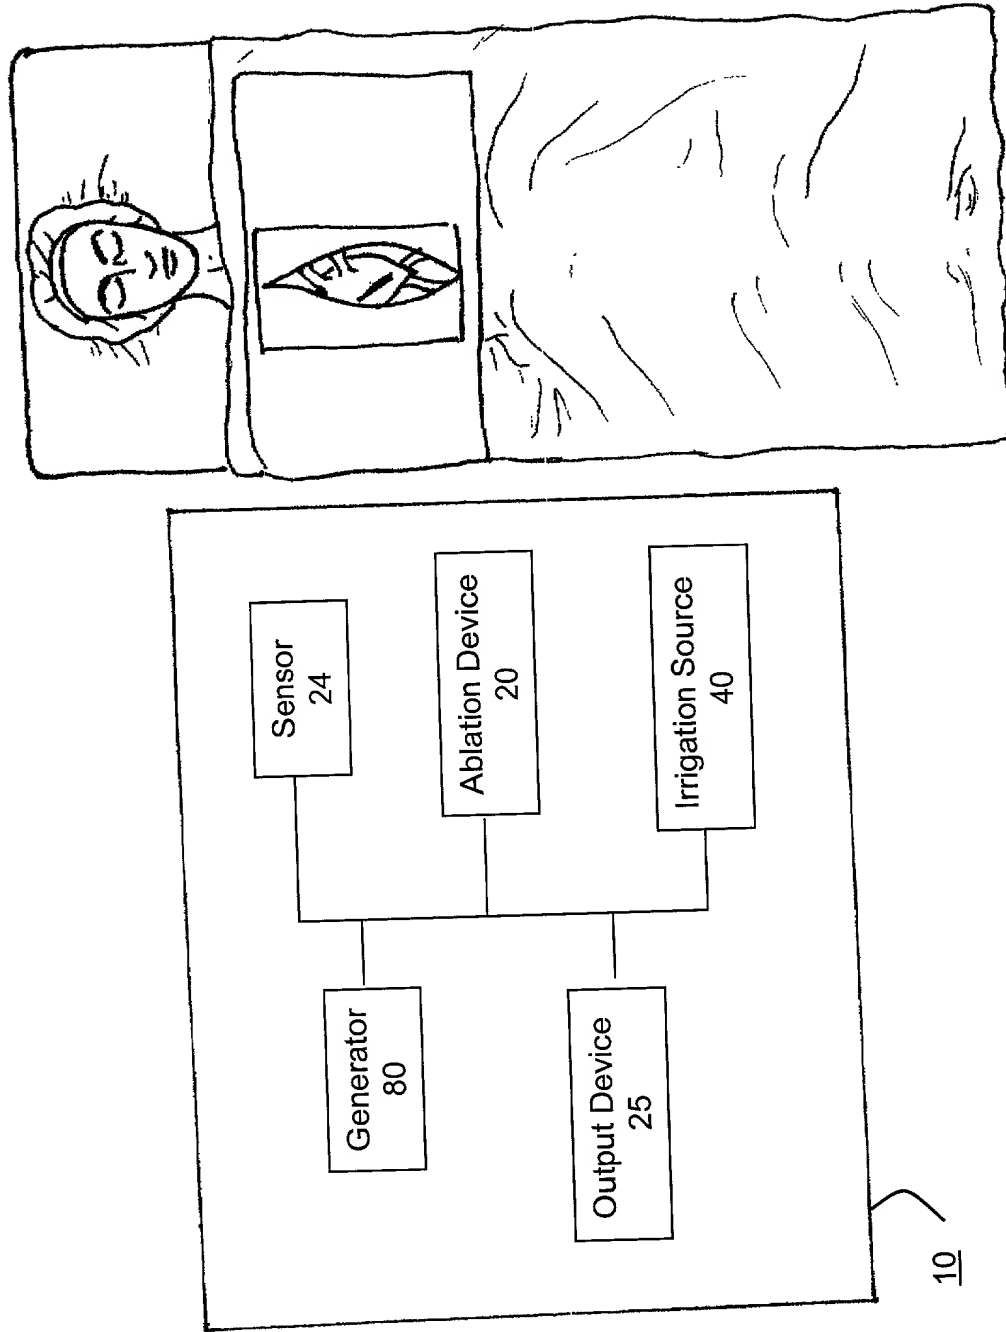 Generator
80
Sensor
24
Output Device
25
Ablation Device
20
Irrigation Source
40
10